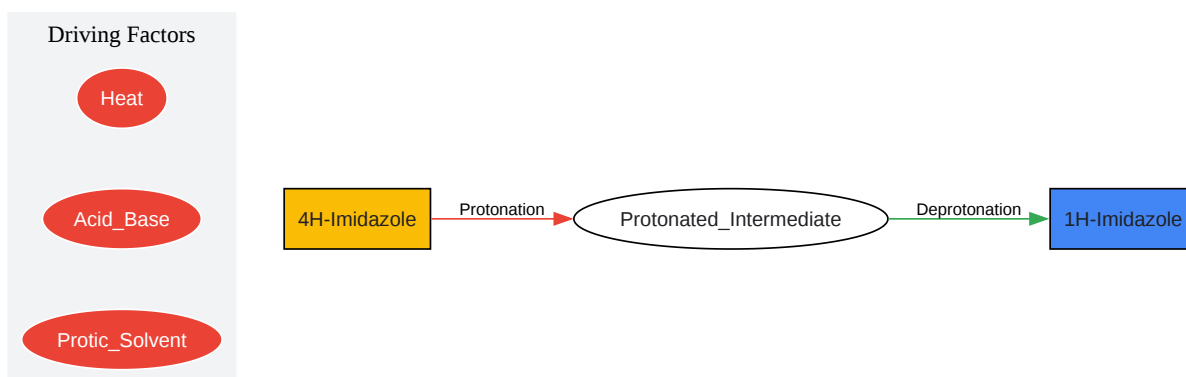 Driving Factors
Heat
Acid_Base
Protic_Solvent
4H-Imidazole
Protonation
Protonated_Intermediate
Deprotonation
1H-Imidazole